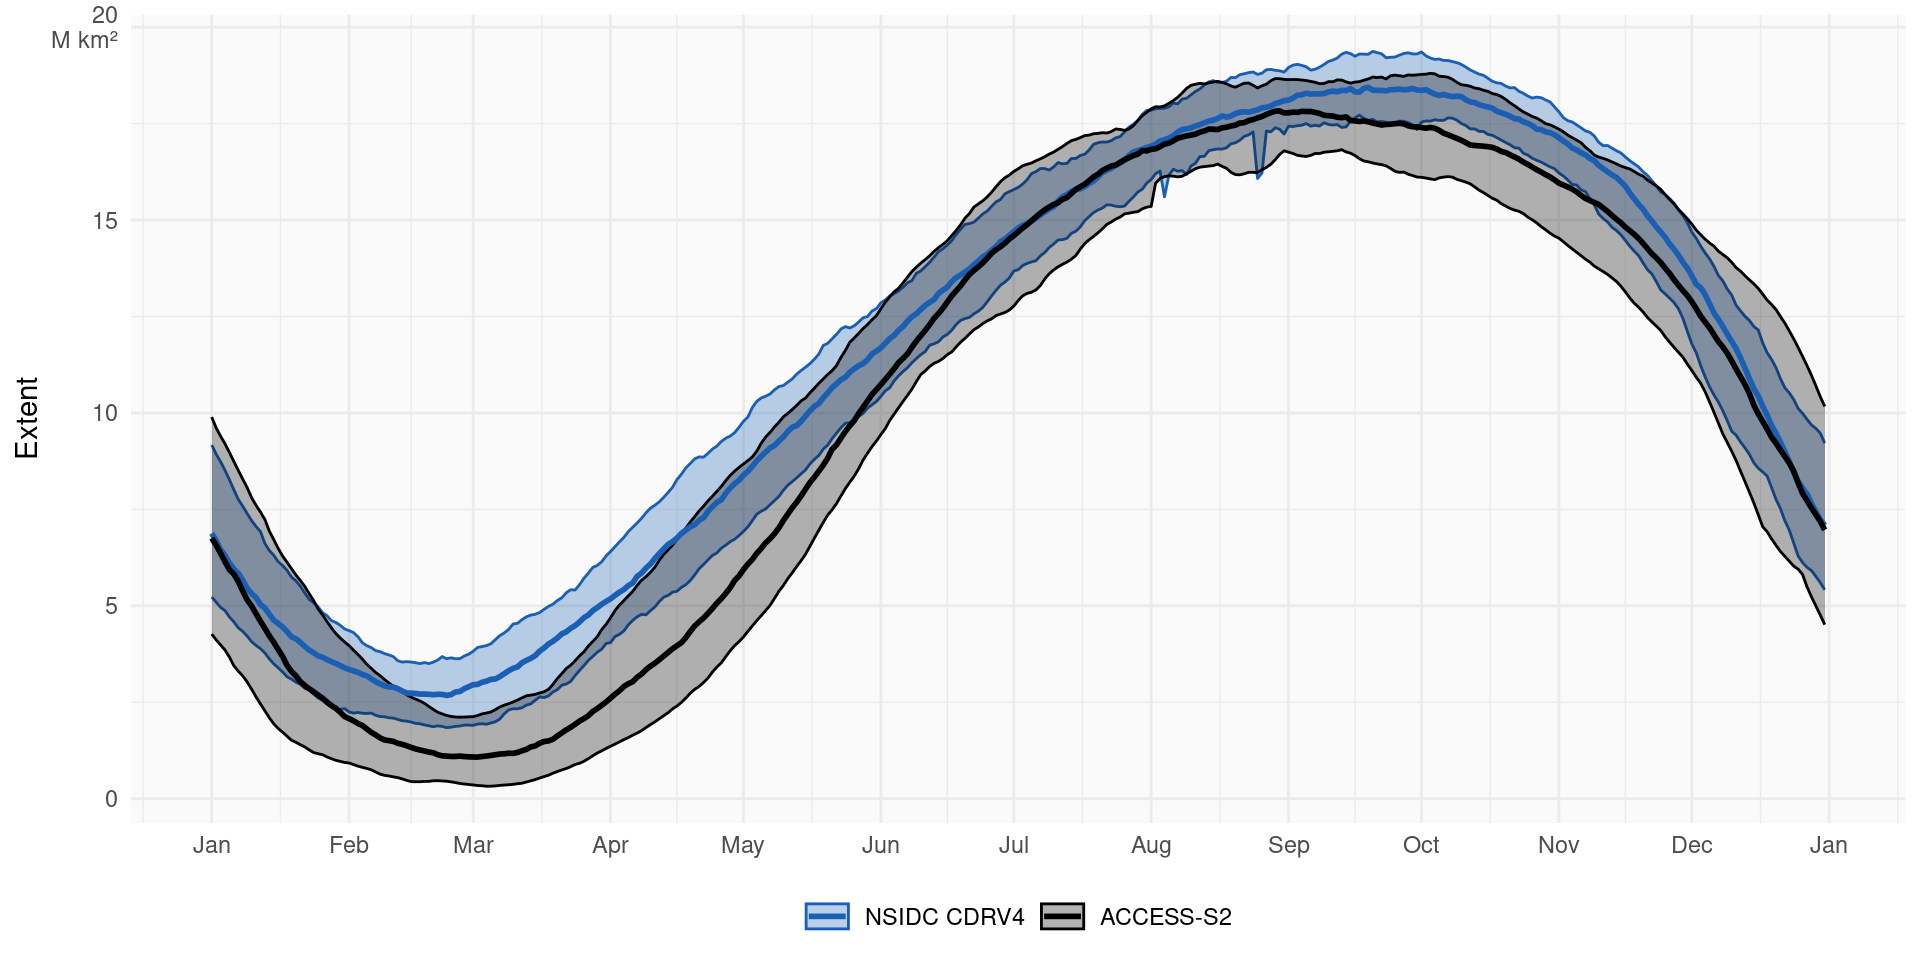 20
M km²
15
10
5
0
Extent
Jan Feb Mar Apr May Jun Jul Aug Sep Oct Nov Dec Jan
NSIDC CDRV4 ACCESS-S2